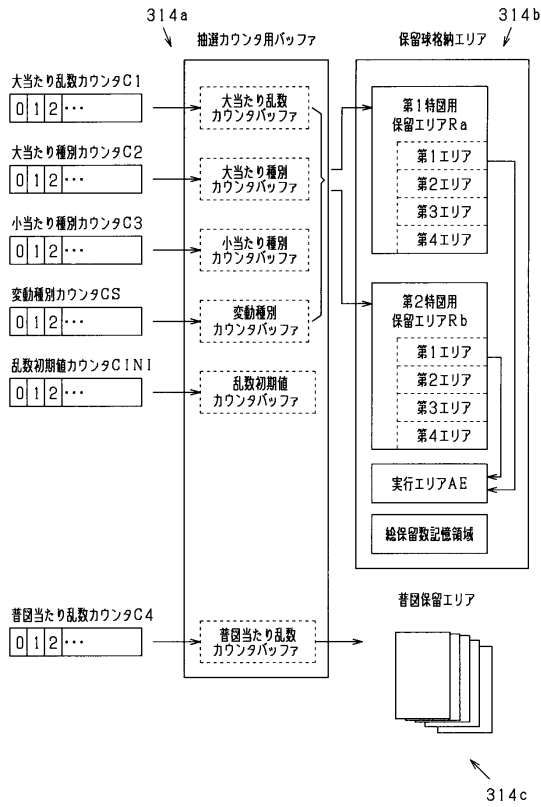 314a
314b
抽選カウンタ用バッファ
保留球格納エリア
大当たり乱数カウンタC1
0 1 2 ･･･
大当たり乱数
カウンタバッファ
大当たり種別カウンタC2
0 1 2 ･･･
大当たり種別
カウンタバッファ
小当たり種別カウンタC3
0 1 2 ･･･
小当たり種別
カウンタバッファ
変動種別カウンタCS
0 1 2 ･･･
変動種別
カウンタバッファ
乱数初期値カウンタCINI
0 1 2 ･･･
乱数初期値
カウンタバッファ
普図当たり乱数カウンタC4
0 1 2 ･･･
普図当たり乱数
カウンタバッファ
第1特図用
保留エリアRa
第1エリア
第2エリア
第3エリア
第4エリア
第2特図用
保留エリアRb
第1エリア
第2エリア
第3エリア
第4エリア
実行エリアAE
総保留数記憶領域
普図保留エリア
314c